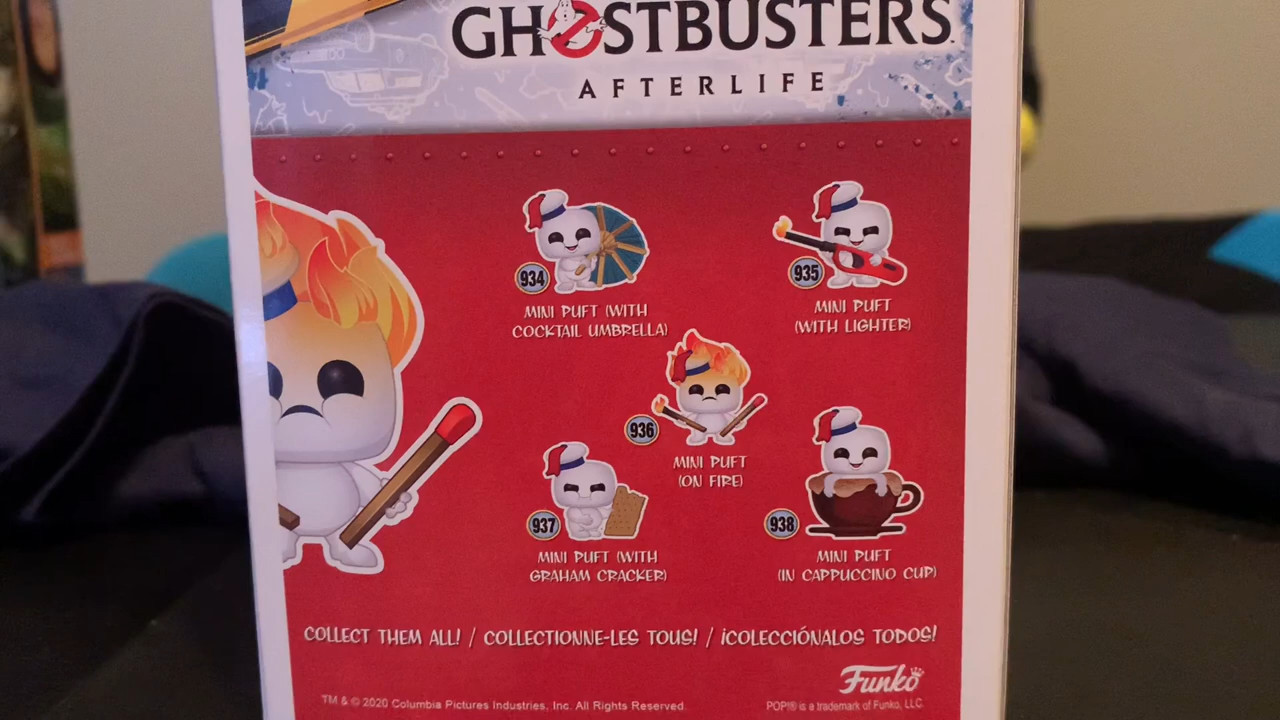 GHOSTBUSTERS
AFTERLIFE
934
MINI PUFT (WITH
COCKTAIL UMBRELLA)
935
MINI PUFT
(WITH LIGHTER)
936
MINI PUFT
(ON FIRE)
937
MINI PUFT (WITH
GRAHAM CRACKER)
938
MINI PUFT
(IN CAPPUCCINO CUP)
COLLECT THEM ALL! / COLLECTIONNE-LES TOUS! / ¡COLECCIÓNALOS TODOS!
Funko
TM & © 2020 Columbia Pictures Industries, Inc. All Rights Reserved.
POP!® is a trademark of Funko, LLC.